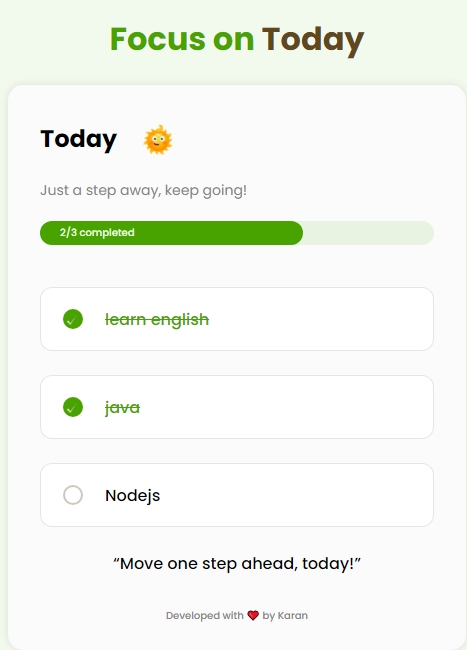 Focus on Today
Today
Just a step away, keep going!
2/3 completed
learn english
java
Nodejs
“Move one step ahead, today!”
Developed with ❤️ by Karan